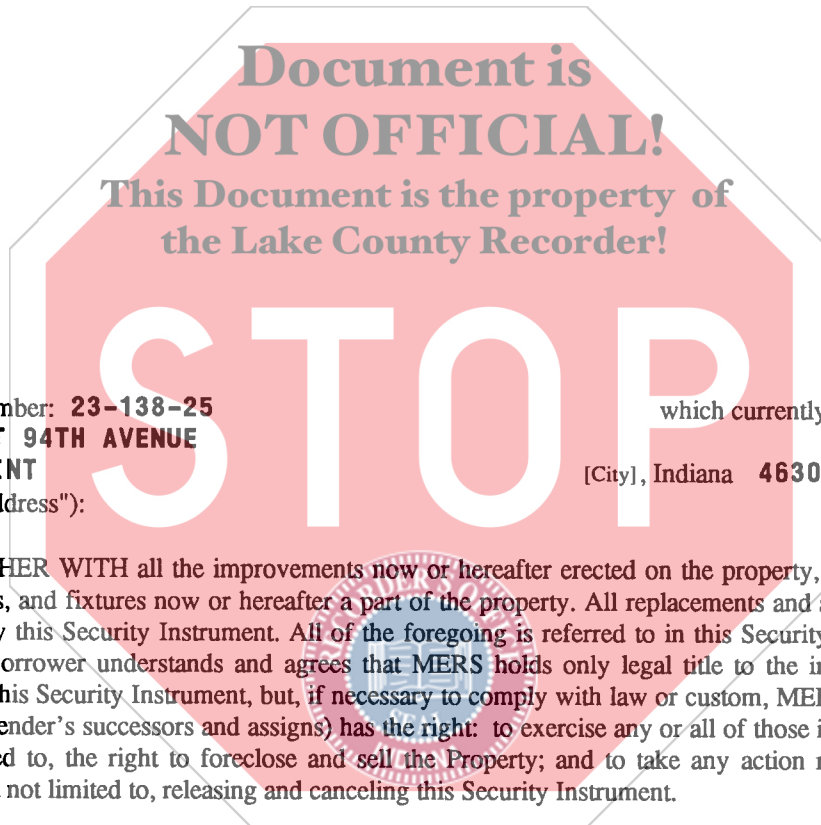 Document is
NOT OFFICIAL!
This Document is the property of
the Lake County Recorder!
STOP
mber: 23-138-25 which currently
94TH AVENUE
ENT [City], Indiana 4630
ddress"):
HER WITH all the improvements now or hereafter erected on the property,
s, and fixtures now or hereafter a part of the property. All replacements and
y this Security Instrument. All of the foregoing is referred to in this Security
orrower understands and agrees that MERS holds only legal title to the in
his Security Instrument, but, if necessary to comply with law or custom, MER
ender's successors and assigns) has the right: to exercise any or all of those i
ed to, the right to foreclose and sell the Property; and to take any action
not limited to, releasing and canceling this Security Instrument.
RECORDER'S OFFICE
SEAL
INDIANA